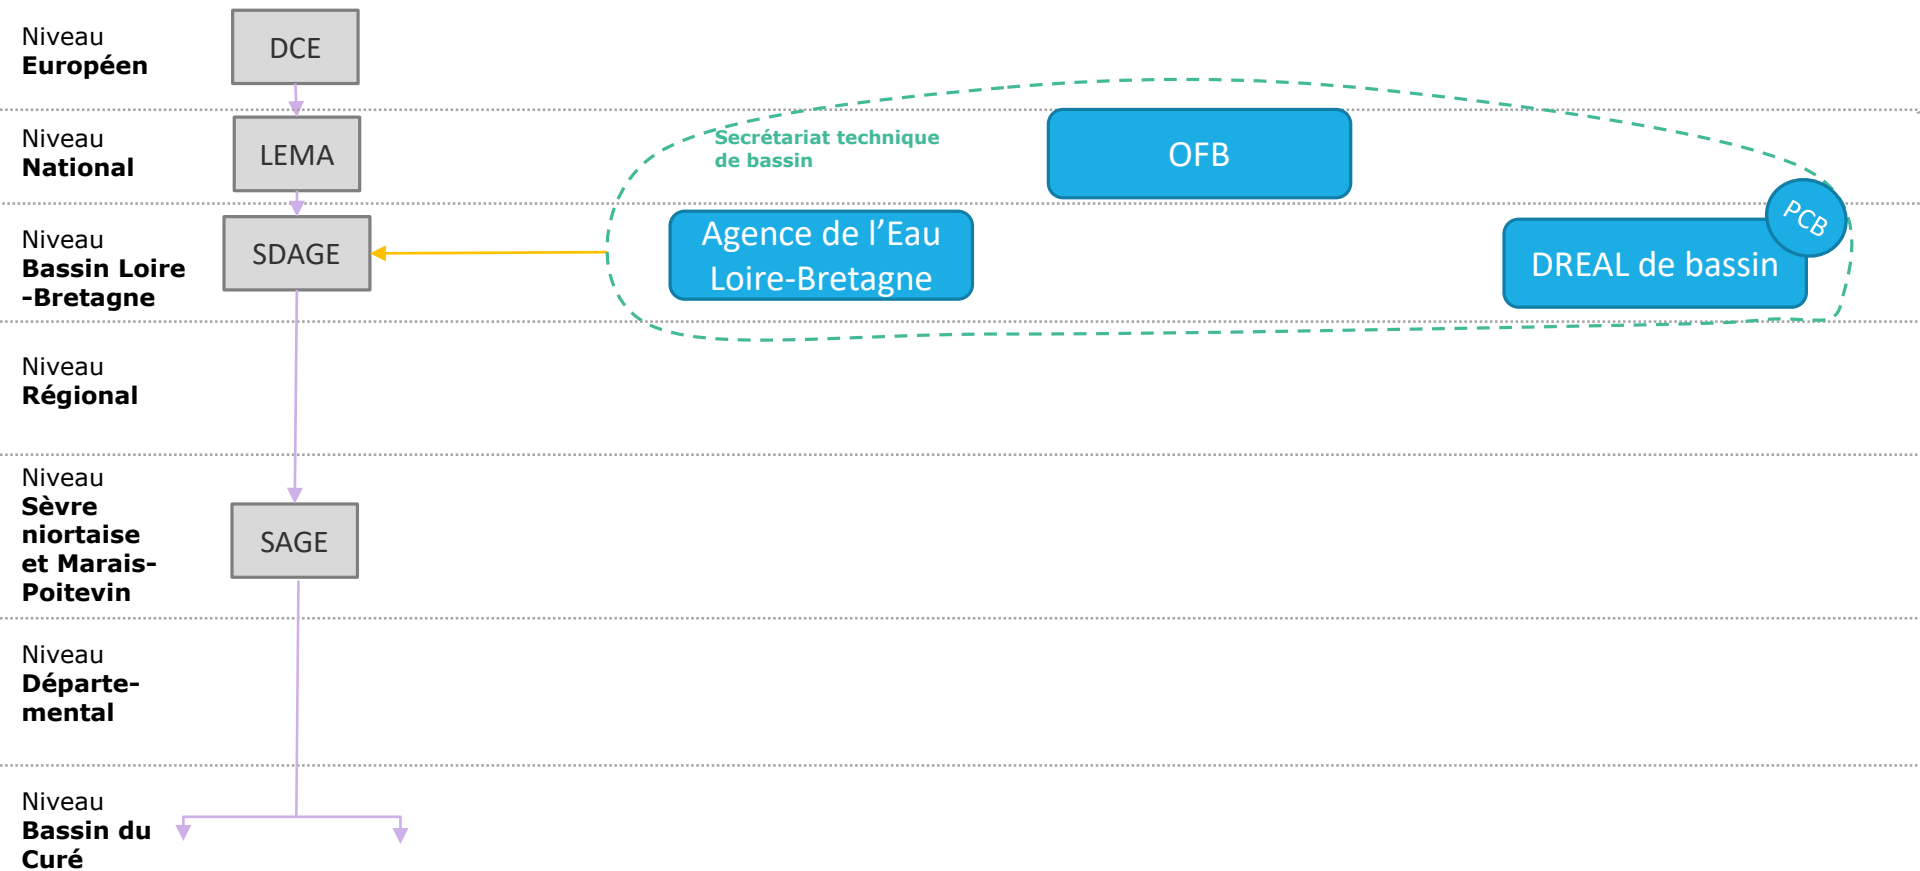 Niveau
Européen
DCE
Niveau
National
LEMA
Secrétariat technique
de bassin
OFB
Niveau
Bassin Loire
-Bretagne
SDAGE
Agence de l’Eau
Loire-Bretagne
DREAL de bassin
PCB
Niveau
Régional
Niveau
Sèvre
niortaise
et Marais-
Poitevin
SAGE
Niveau
Départe-
mental
Niveau
Bassin du
Curé